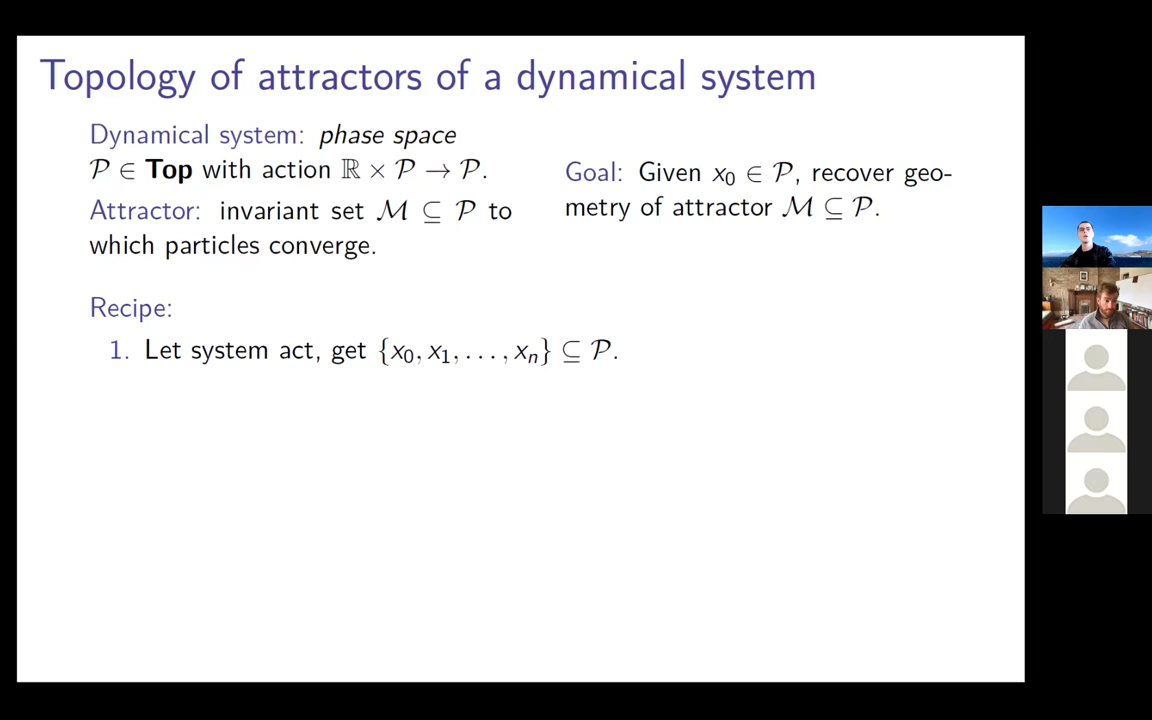 Topology of attractors of a dynamical system
Dynamical system: phase space
𝒫 ∈ Top with action ℝ × 𝒫 → 𝒫.
Attractor: invariant set ℳ ⊆ 𝒫 to
which particles converge.
Goal: Given x₀ ∈ 𝒫, recover geo-
metry of attractor ℳ ⊆ 𝒫.
Recipe:
1. Let system act, get {x₀, x₁, . . . , xₙ} ⊆ 𝒫.